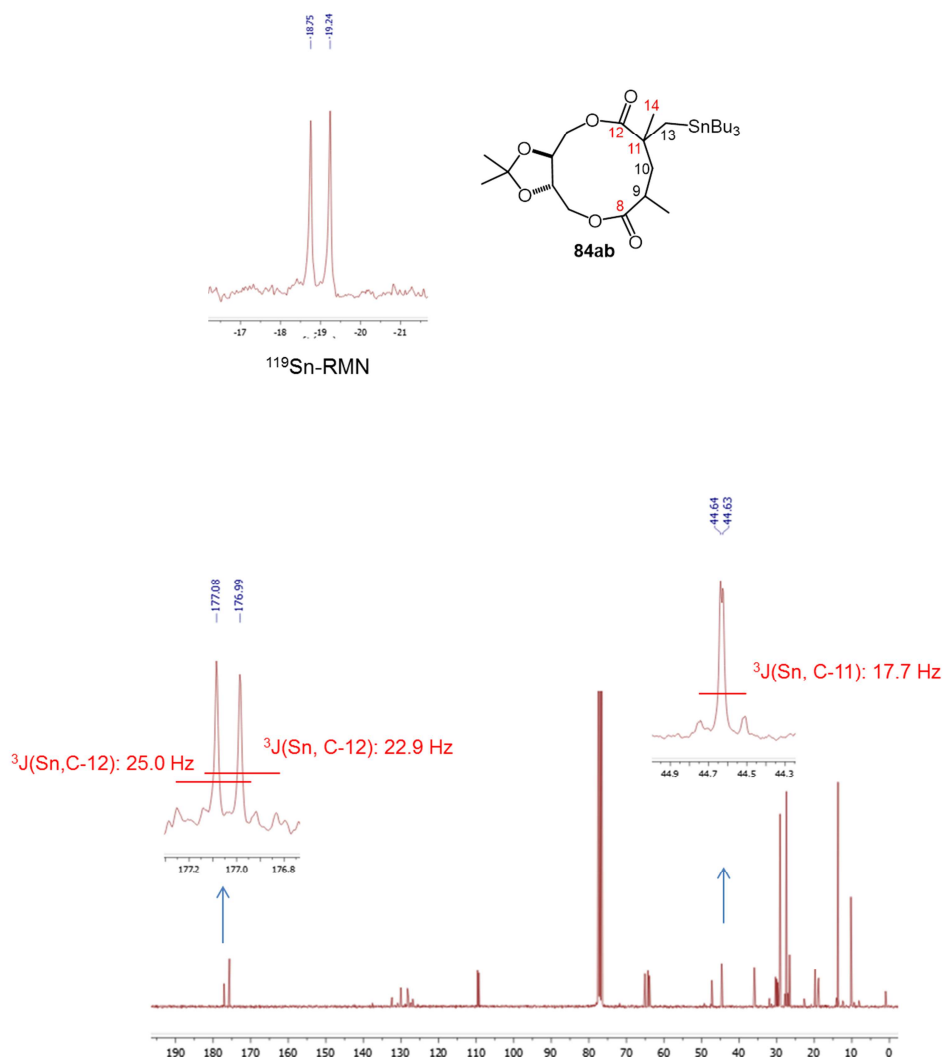 -18.75
-19.24
-17 -18 -19 -20 -21
119Sn-RMN
O
O
14
12
13
SnBu3
11
O
10
O
9
8
O
O
84ab
-177.08
-176.99
44.64
44.63
3J(Sn,C-12): 25.0 Hz
3J(Sn, C-12): 22.9 Hz
3J(Sn, C-11): 17.7 Hz
177.2 177.0 176.8
44.9 44.7 44.5 44.3
190 180 170 160 150 140 130 120 110 100 90 80 70 60 50 40 30 20 10 0